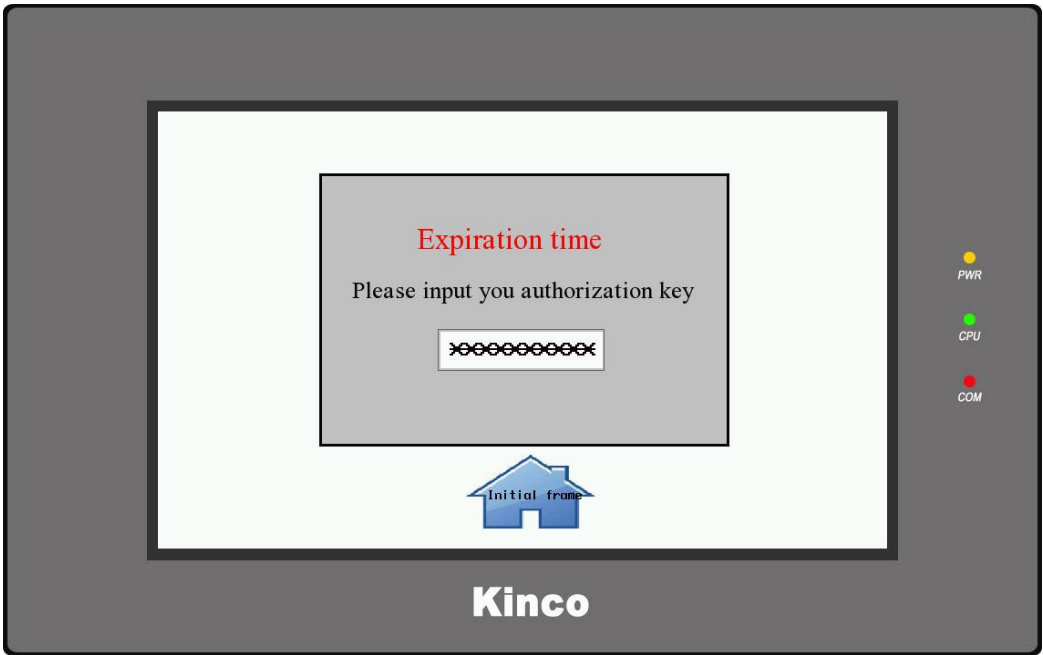 Expiration time
Please input you authorization key
Initial frame
PWR
CPU
COM
Kinco